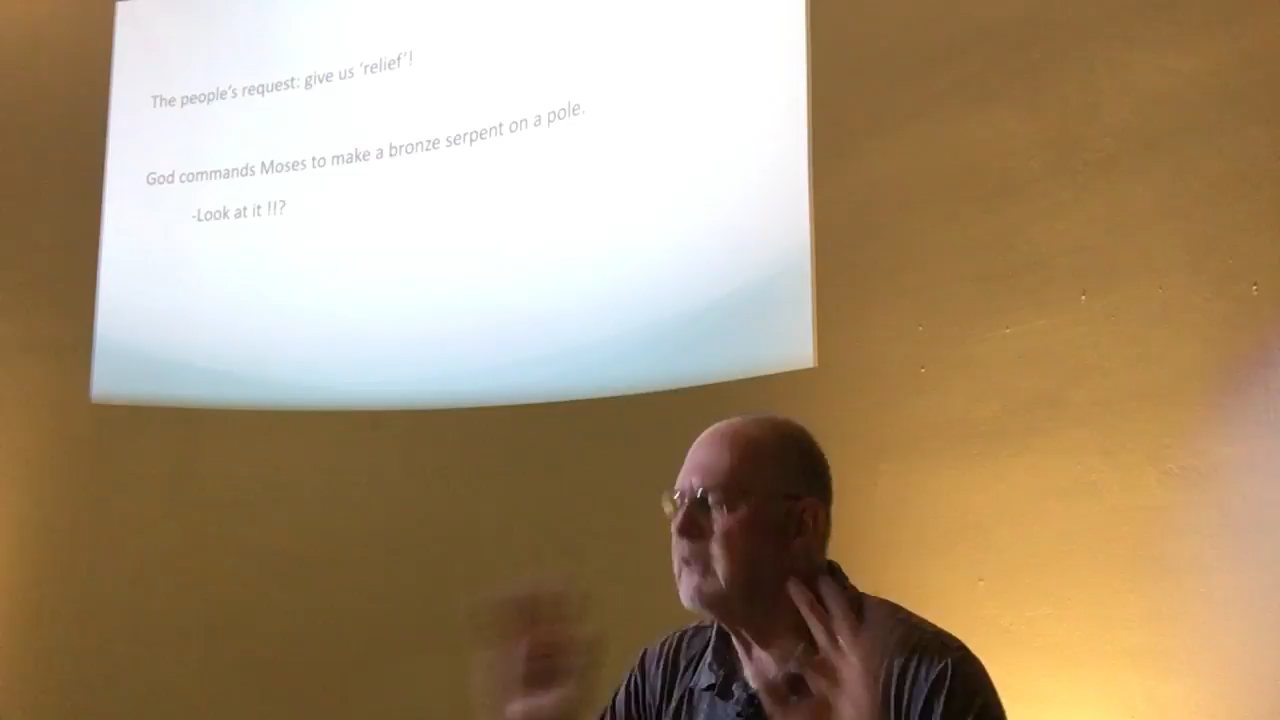 The people's request: give us 'relief'!
God commands Moses to make a bronze serpent on a pole.
-Look at it !!?